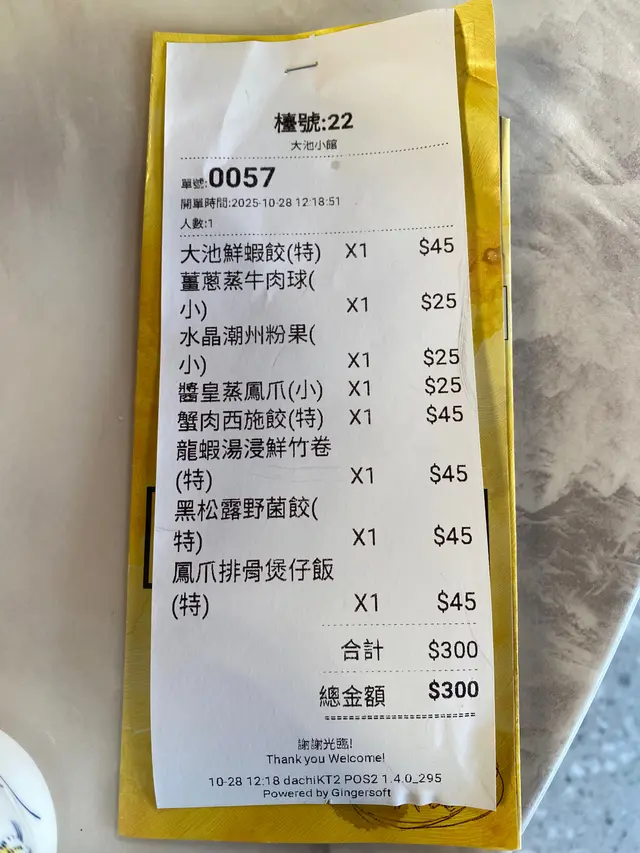 檯號:22
大池小館
單號:0057
開單時間:2025-10-28 12:18:51
人數:1
大池鮮蝦餃(特) X1 $45
薑蔥蒸牛肉球(
小) X1 $25
水晶潮州粉果(
小) X1 $25
醬皇蒸鳳爪(小) X1 $25
蟹肉西施餃(特) X1 $45
龍蝦湯浸鮮竹卷
(特) X1 $45
黑松露野菌餃(
特) X1 $45
鳳爪排骨煲仔飯
(特) X1 $45
合計 $300
總金額 $300
謝謝光臨!
Thank you Welcome!
10-28 12:18 dachiKT2 POS2 1.4.0_295
Powered by Gingersoft